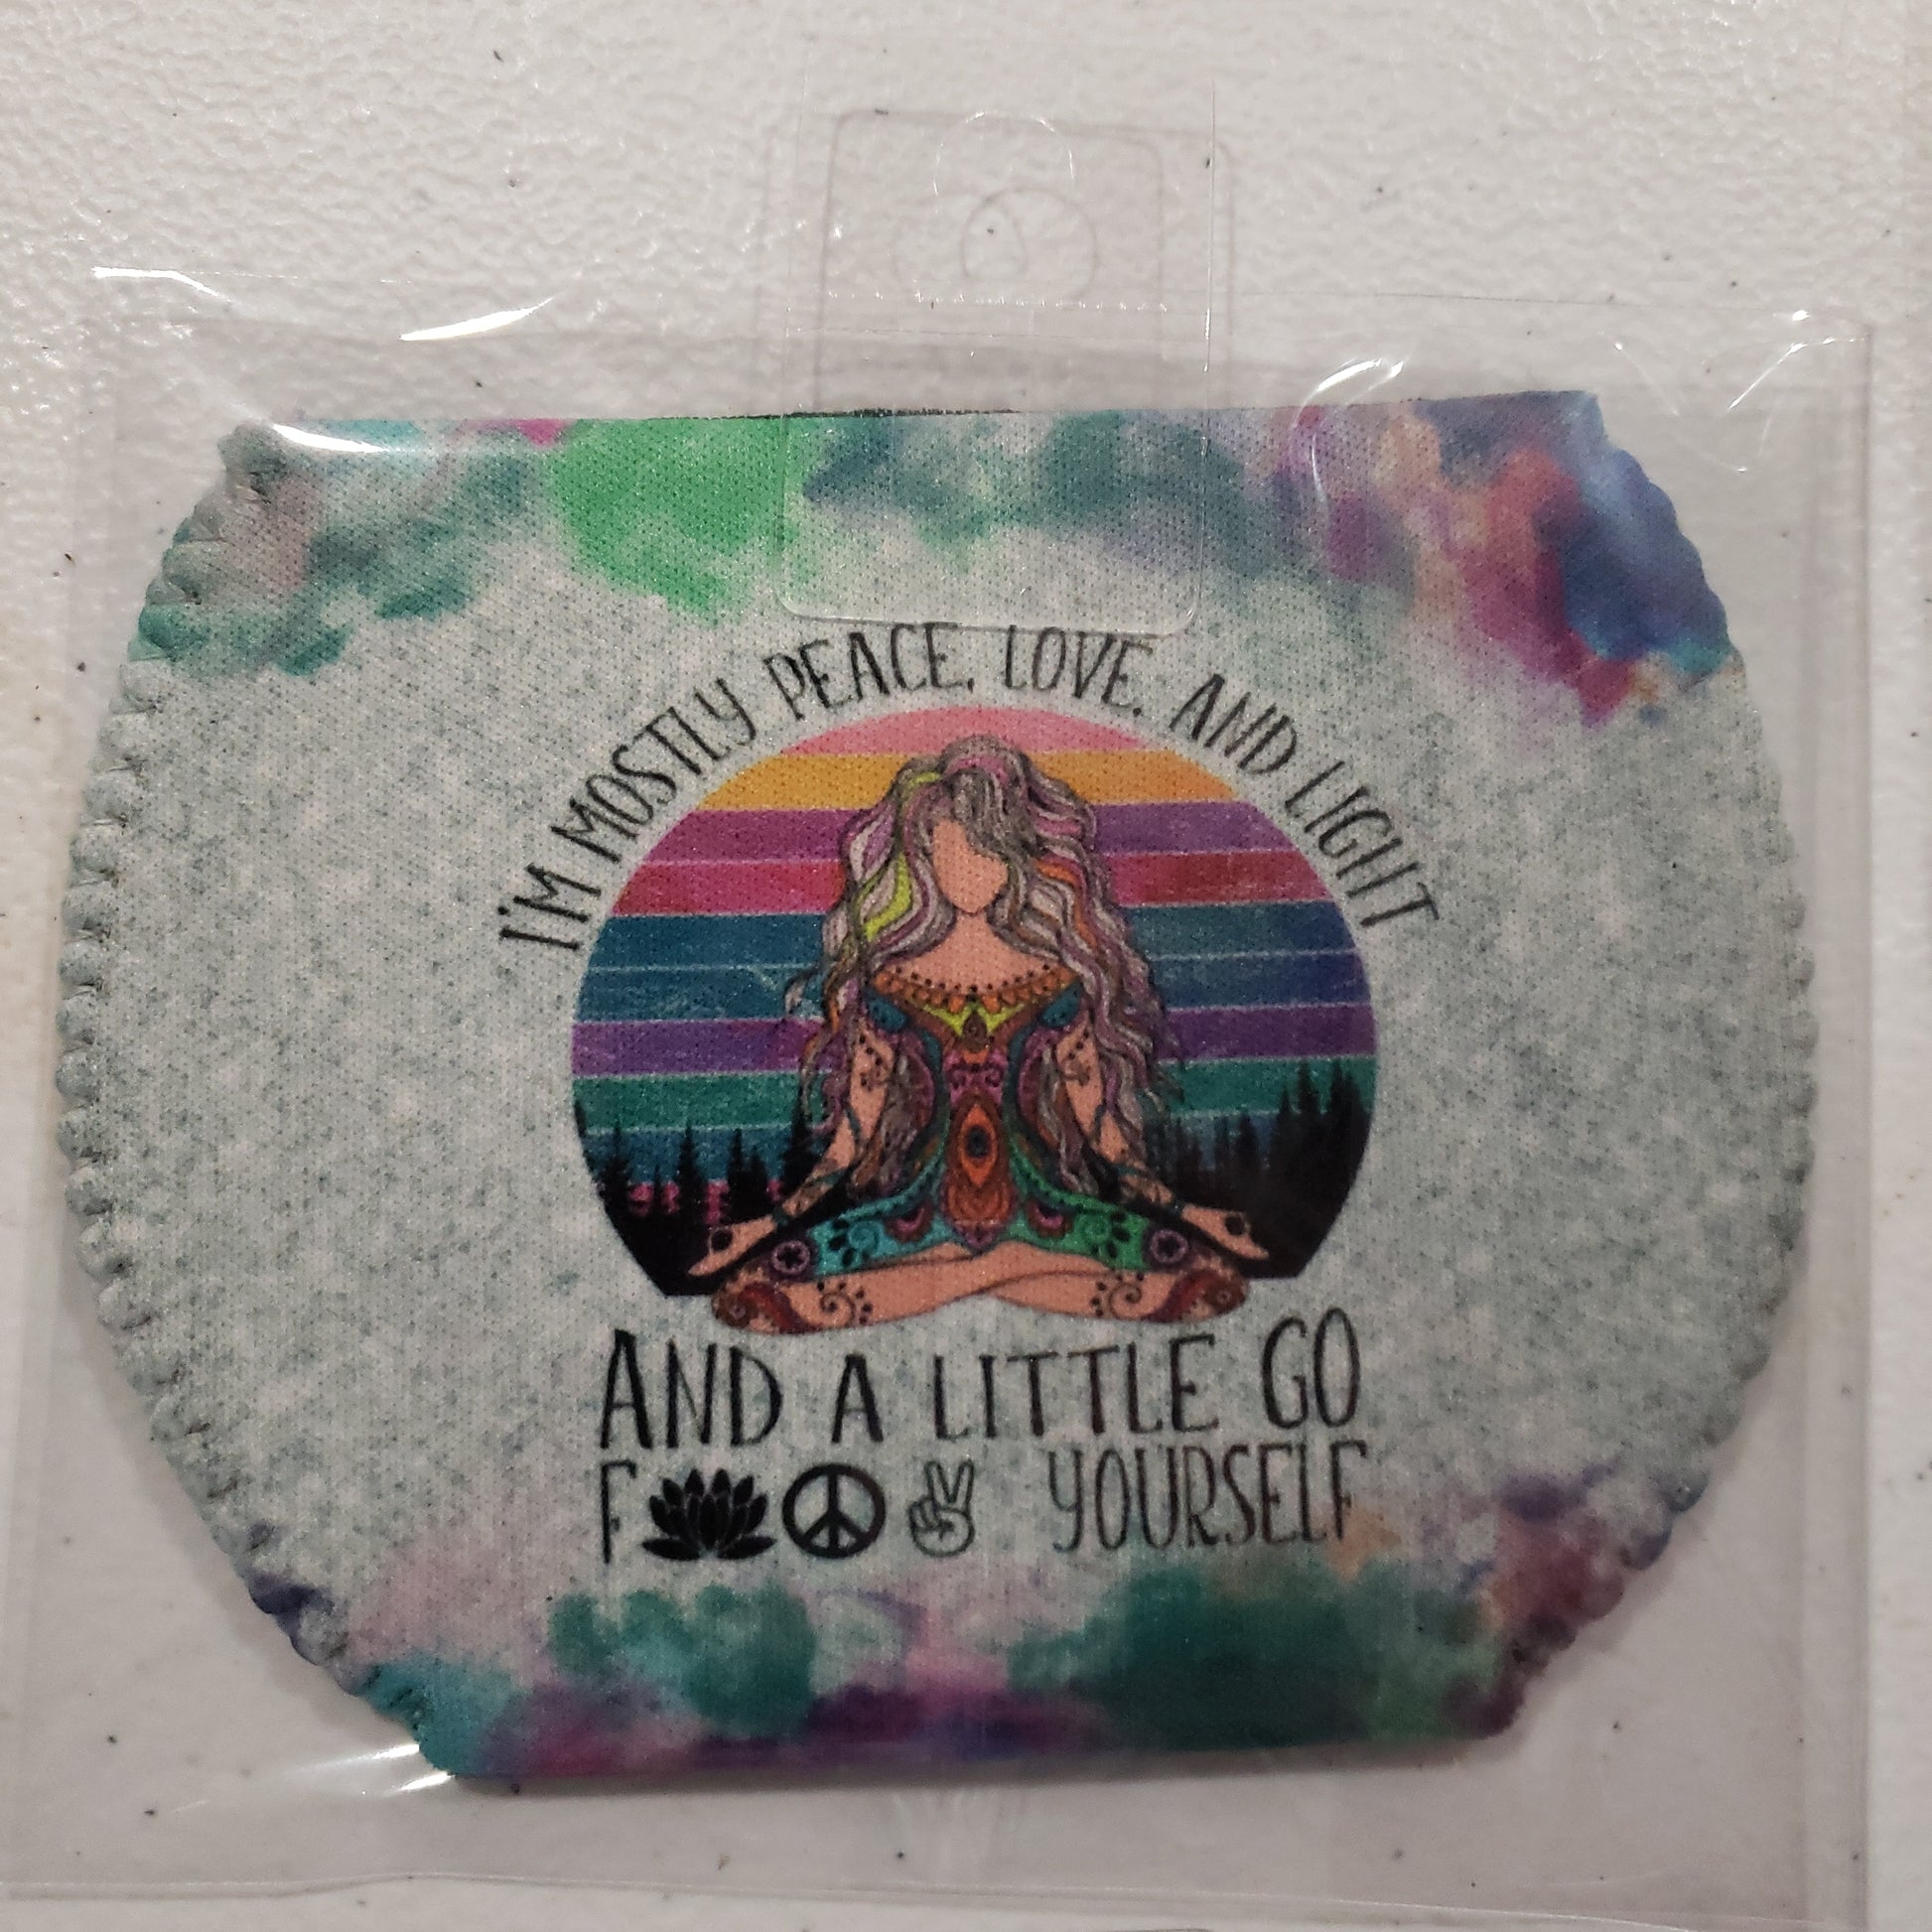 I'M MOSTLY PEACE, LOVE, AND LIGHT
AND A LITTLE GO
F🪷☮✌ YOURSELF